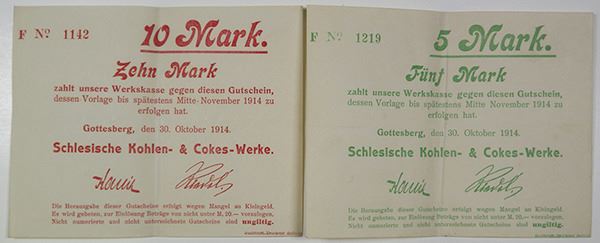 F Nº 1142
10 Mark.
Zehn Mark
zahlt unsere Werkskasse gegen diesen Gutschein,
dessen Vorlage bis spätestens Mitte November 1914 zu
erfolgen hat.
Gottesberg, den 30. Oktober 1914.
Schlesische Kohlen- & Cokes-Werke.
Die Herausgabe dieser Gutscheine erfolgt wegen Mangel an Kleingeld.
Es wird gebeten, zur Einlösung Beträge von nicht unter M. 20.— vorzulegen.
Nicht numerierte und nicht unterzeichnete Gutscheine sind ungiltig.
F Nº 1219
5 Mark.
Fünf Mark
zahlt unsere Werkskasse gegen diesen Gutschein,
dessen Vorlage bis spätestens Mitte November 1914 zu
erfolgen hat.
Gottesberg, den 30. Oktober 1914.
Schlesische Kohlen- & Cokes-Werke.
Die Herausgabe dieser Gutscheine erfolgt wegen Mangel an Kleingeld.
Es wird gebeten, zur Einlösung Beträge von nicht unter M. 20.— vorzulegen.
Nicht numerierte und nicht unterzeichnete Gutscheine sind ungiltig.